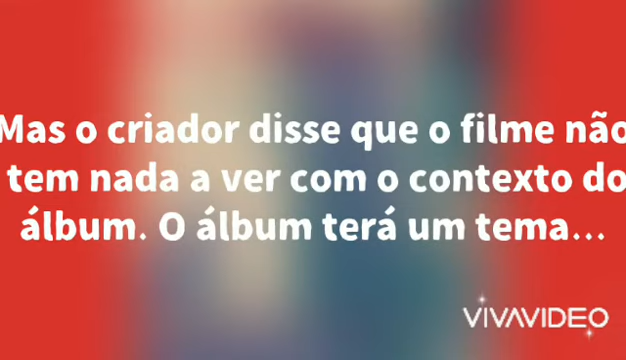 Mas o criador disse que o filme não
tem nada a ver com o contexto do
álbum. O álbum terá um tema...
VIVAVIDEO